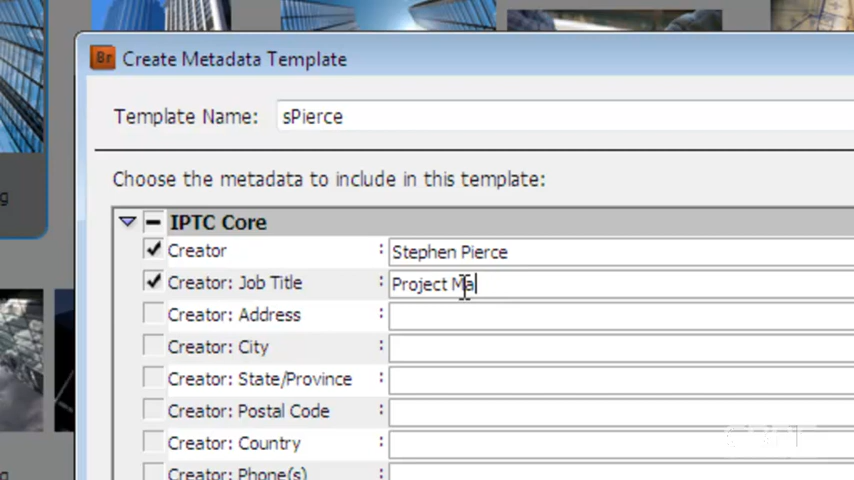 Br Create Metadata Template
Template Name: sPierce
Choose the metadata to include in this template:
IPTC Core
Creator : Stephen Pierce
Creator: Job Title : Project Ma
Creator: Address :
Creator: City :
Creator: State/Province :
Creator: Postal Code :
Creator: Country :
Creator: Phone(s) :